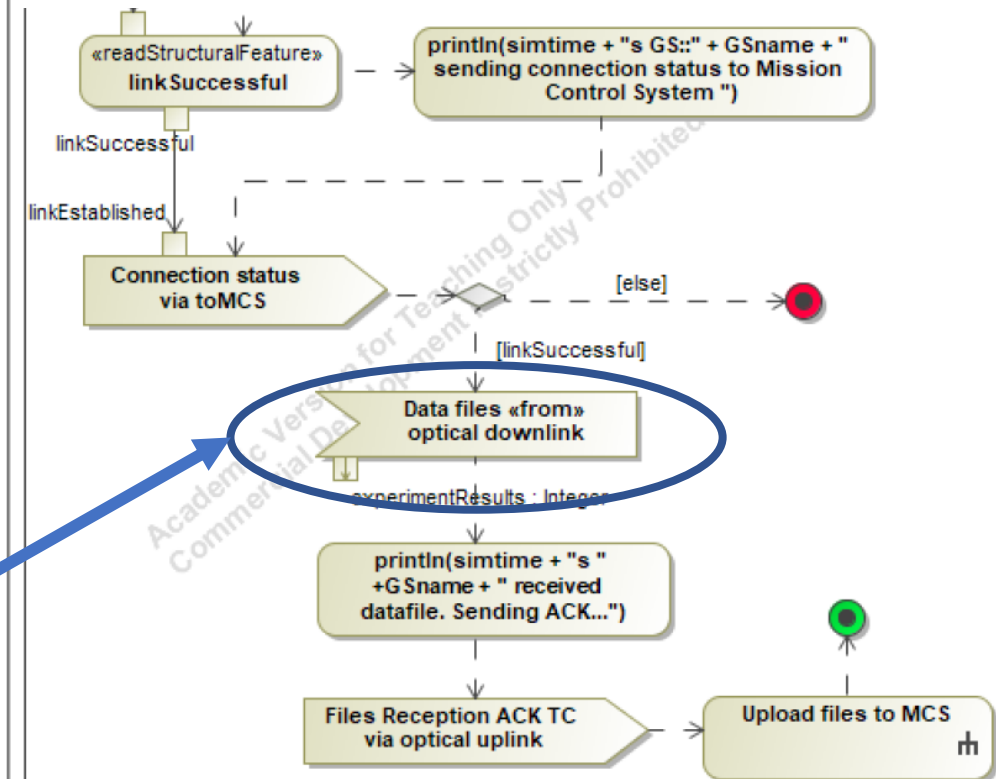 «readStructuralFeature»
linkSuccessful
println(simtime + "s GS::" + GSname + "
sending connection status to Mission
Control System ")
linkSuccessful
linkEstablished
Connection status
via toMCS
[else]
[linkSuccessful]
Data files «from»
optical downlink
experimentResults : Integer
println(simtime + "s "
+GSname + " received
datafile. Sending ACK...")
Files Reception ACK TC
via optical uplink
Upload files to MCS
Academic Version for Teaching Only
Commercial Development Strictly Prohibited